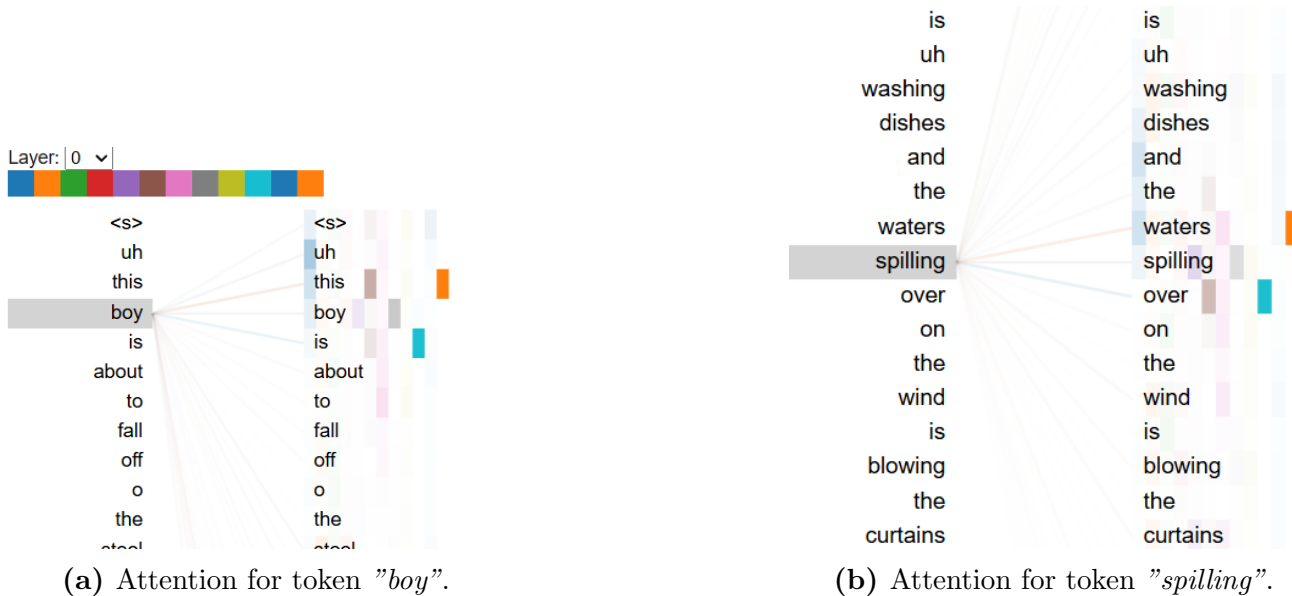 Layer: 0
<s> <s>
uh uh
this this
boy boy
is is
about about
to to
fall fall
off off
o o
the the
stool stool
(a) Attention for token ”boy”.
is is
uh uh
washing washing
dishes dishes
and and
the the
waters waters
spilling spilling
over over
on on
the the
wind wind
is is
blowing blowing
the the
curtains curtains
(b) Attention for token ”spilling”.